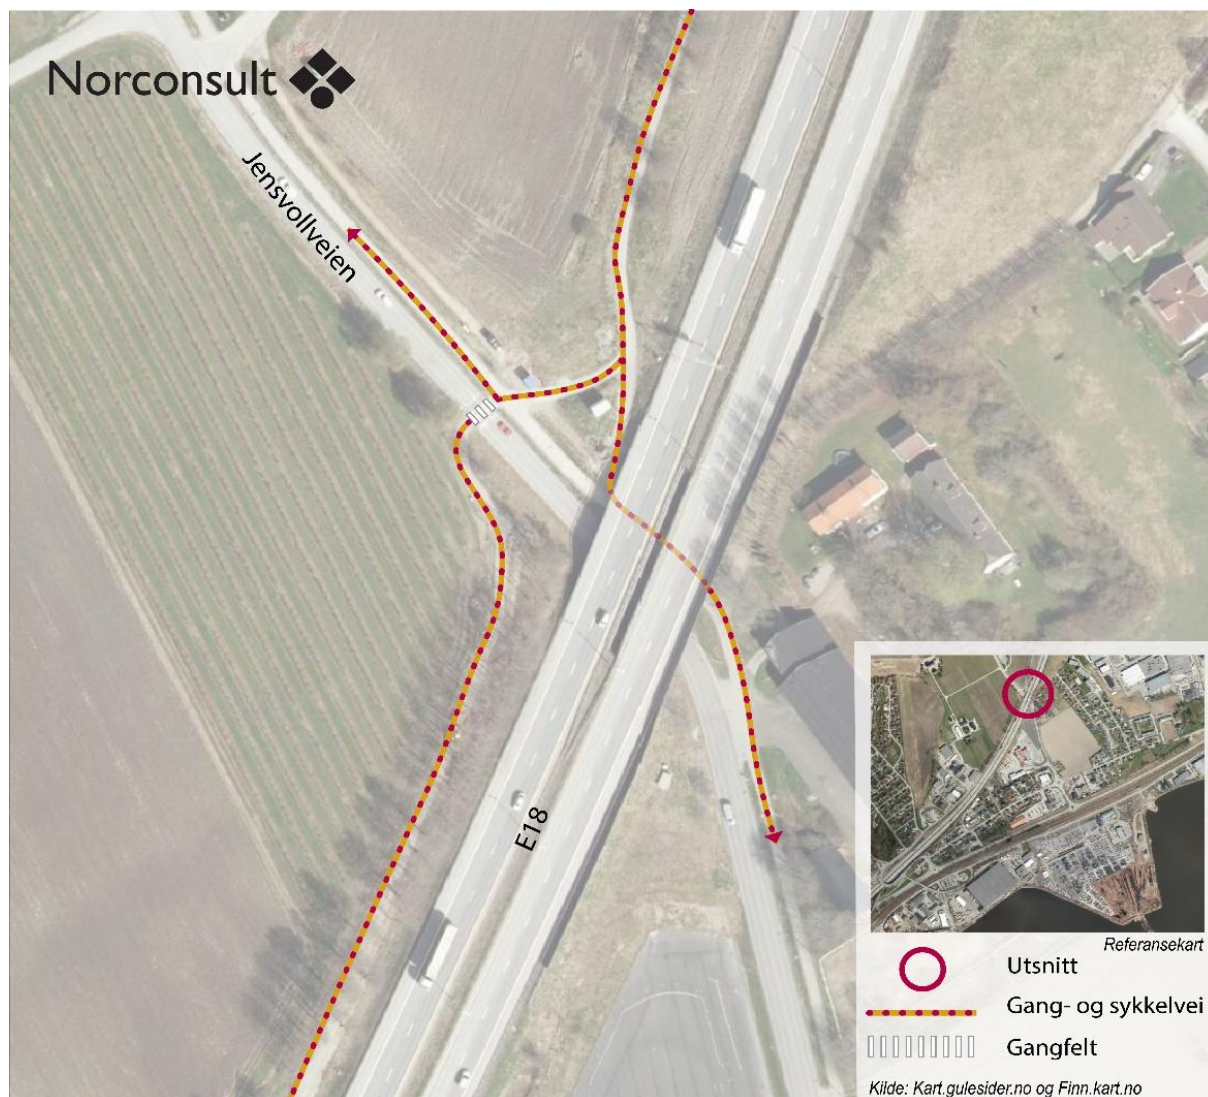 Norconsult
Jensvollveien
E18
Referansekart
Utsnitt
Gang- og sykkelvei
Gangfelt
Kilde: Kart.gulesider.no og Finn.kart.no